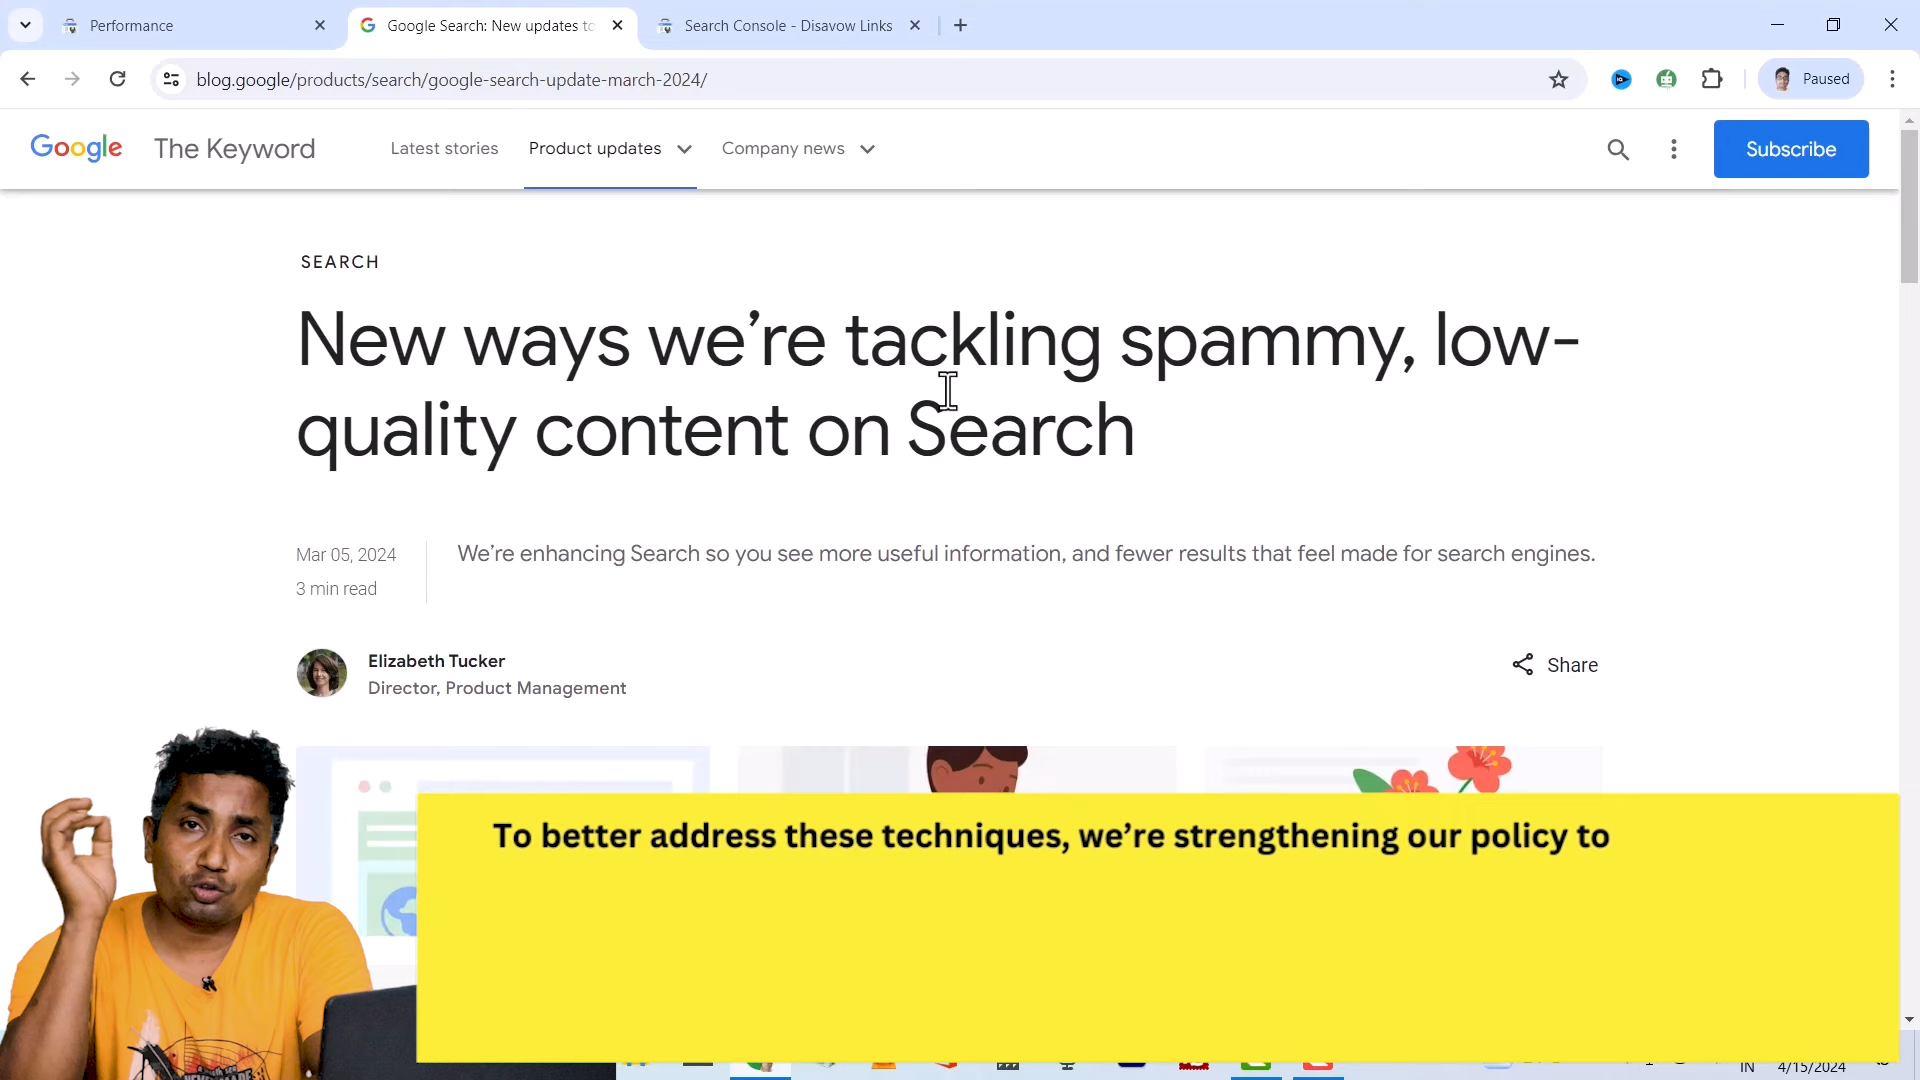 Performance
Google Search: New updates to
Search Console - Disavow Links
blog.google/products/search/google-search-update-march-2024/
Paused
Google The Keyword
Latest stories
Product updates
Company news
Subscribe
SEARCH
New ways we’re tackling spammy, low-
quality content on Search
Mar 05, 2024
3 min read
We’re enhancing Search so you see more useful information, and fewer results that feel made for search engines.
Elizabeth Tucker
Director, Product Management
Share
To better address these techniques, we’re strengthening our policy to
IN
4/15/2024